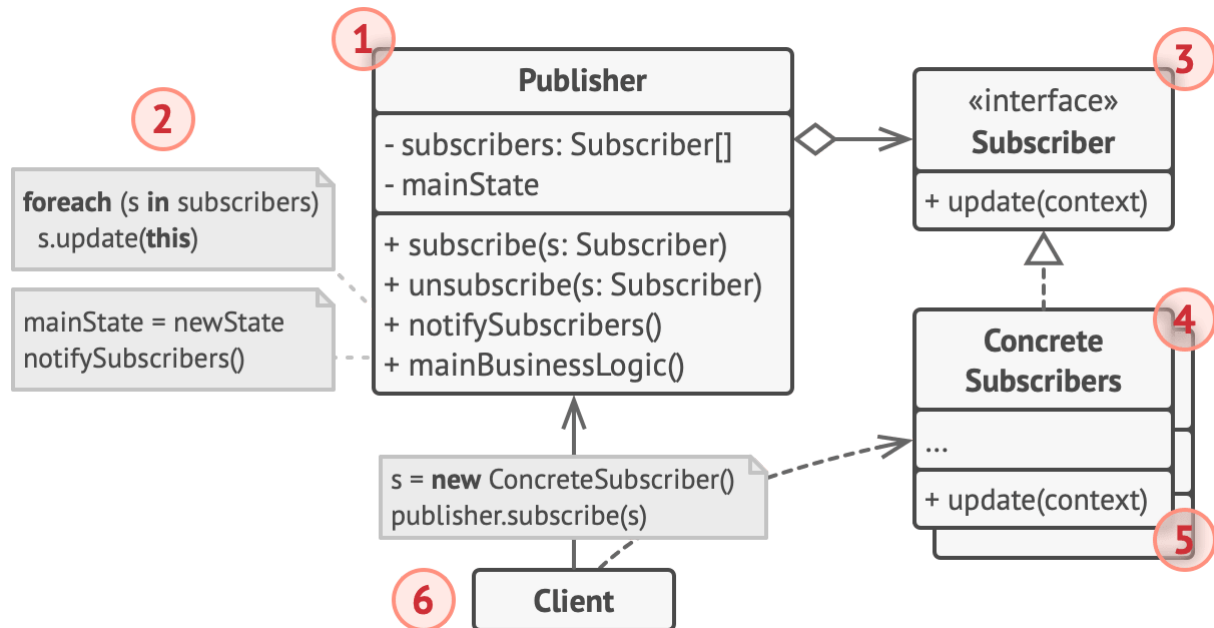 1
Publisher
- subscribers: Subscriber[]
- mainState
+ subscribe(s: Subscriber)
+ unsubscribe(s: Subscriber)
+ notifySubscribers()
+ mainBusinessLogic()
2
foreach (s in subscribers)
s.update(this)
mainState = newState
notifySubscribers()
3
«interface»
Subscriber
+ update(context)
4
Concrete
Subscribers
...
+ update(context)
5
s = new ConcreteSubscriber()
publisher.subscribe(s)
6
Client